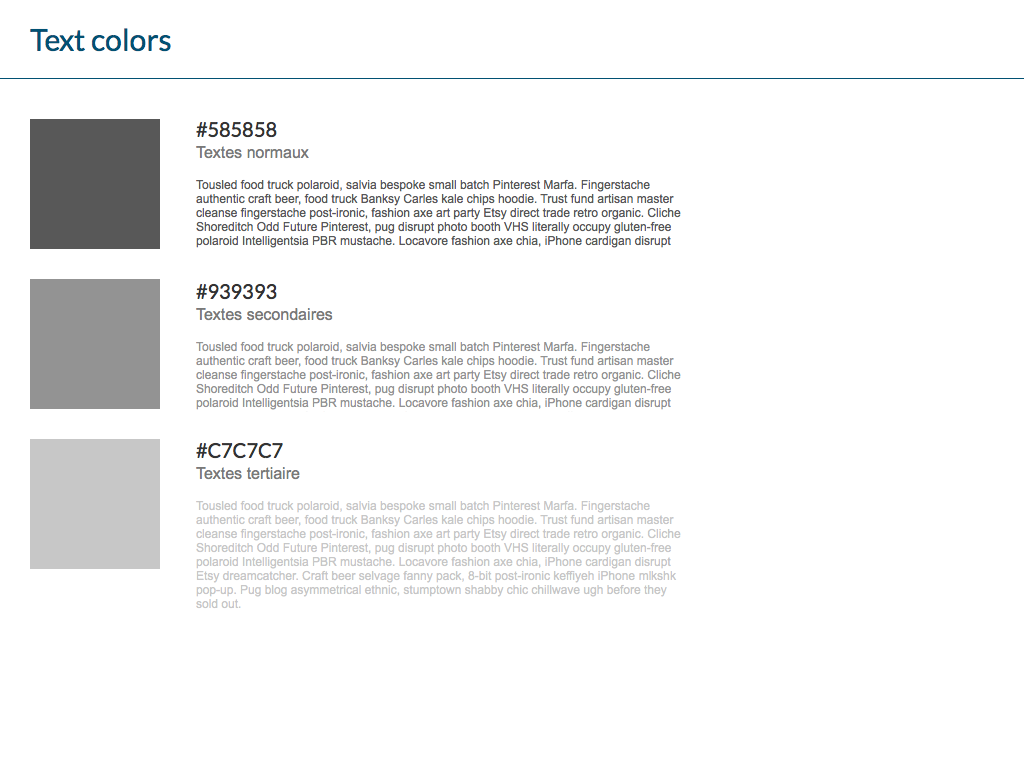 Text colors
#585858
Textes normaux
Tousled food truck polaroid, salvia bespoke small batch Pinterest Marfa. Fingerstache
authentic craft beer, food truck Banksy Carles kale chips hoodie. Trust fund artisan master
cleanse fingerstache post-ironic, fashion axe art party Etsy direct trade retro organic. Cliche
Shoreditch Odd Future Pinterest, pug disrupt photo booth VHS literally occupy gluten-free
polaroid Intelligentsia PBR mustache. Locavore fashion axe chia, iPhone cardigan disrupt
#939393
Textes secondaires
Tousled food truck polaroid, salvia bespoke small batch Pinterest Marfa. Fingerstache
authentic craft beer, food truck Banksy Carles kale chips hoodie. Trust fund artisan master
cleanse fingerstache post-ironic, fashion axe art party Etsy direct trade retro organic. Cliche
Shoreditch Odd Future Pinterest, pug disrupt photo booth VHS literally occupy gluten-free
polaroid Intelligentsia PBR mustache. Locavore fashion axe chia, iPhone cardigan disrupt
#C7C7C7
Textes tertiaire
Tousled food truck polaroid, salvia bespoke small batch Pinterest Marfa. Fingerstache
authentic craft beer, food truck Banksy Carles kale chips hoodie. Trust fund artisan master
cleanse fingerstache post-ironic, fashion axe art party Etsy direct trade retro organic. Cliche
Shoreditch Odd Future Pinterest, pug disrupt photo booth VHS literally occupy gluten-free
polaroid Intelligentsia PBR mustache. Locavore fashion axe chia, iPhone cardigan disrupt
Etsy dreamcatcher. Craft beer selvage fanny pack, 8-bit post-ironic keffiyeh iPhone mlkshk
pop-up. Pug blog asymmetrical ethnic, stumptown shabby chic chillwave ugh before they
sold out.